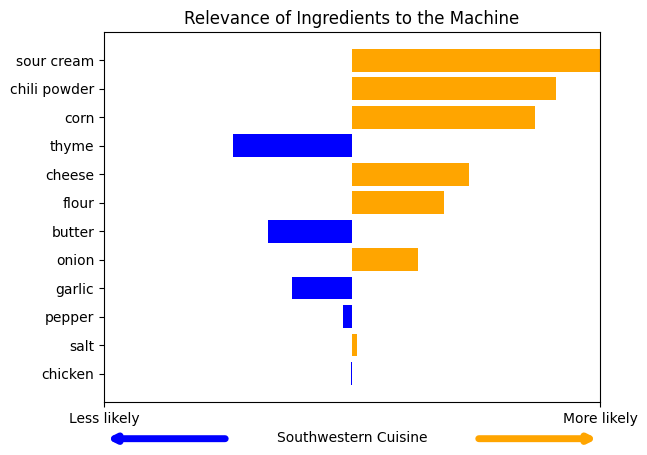 Relevance of Ingredients to the Machine
sour cream
chili powder
corn
thyme
cheese
flour
butter
onion
garlic
pepper
salt
chicken
Less likely
More likely
Southwestern Cuisine